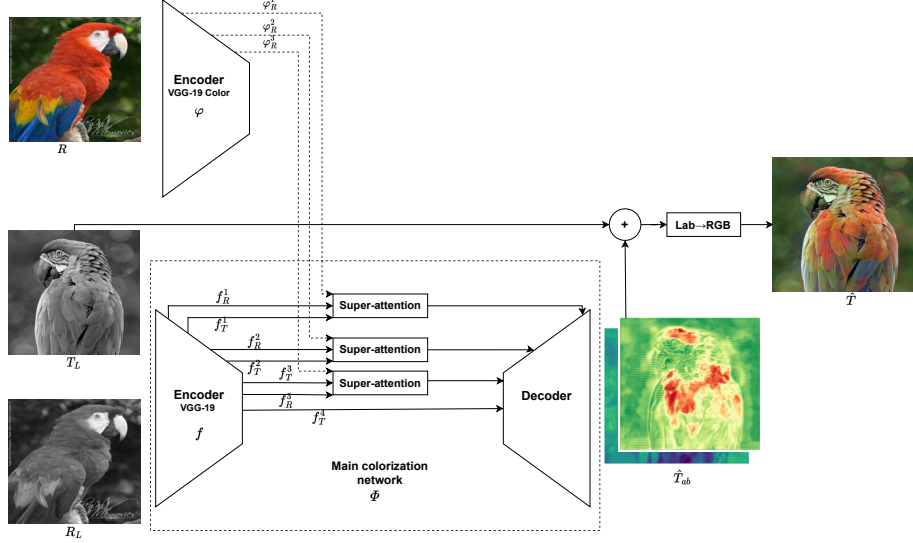 φ_R^1
φ_R^2
φ_R^3
Encoder
VGG-19 Color
φ
R
+
Lab→RGB
T̂
T_L
f_R^1
Super-attention
f_T^1
f_R^2
Super-attention
f_T^2
f_T^3
Super-attention
f_R^3
f_T^4
Encoder
VGG-19
f
Decoder
Main colorization
network
Φ
T̂_ab
R_L